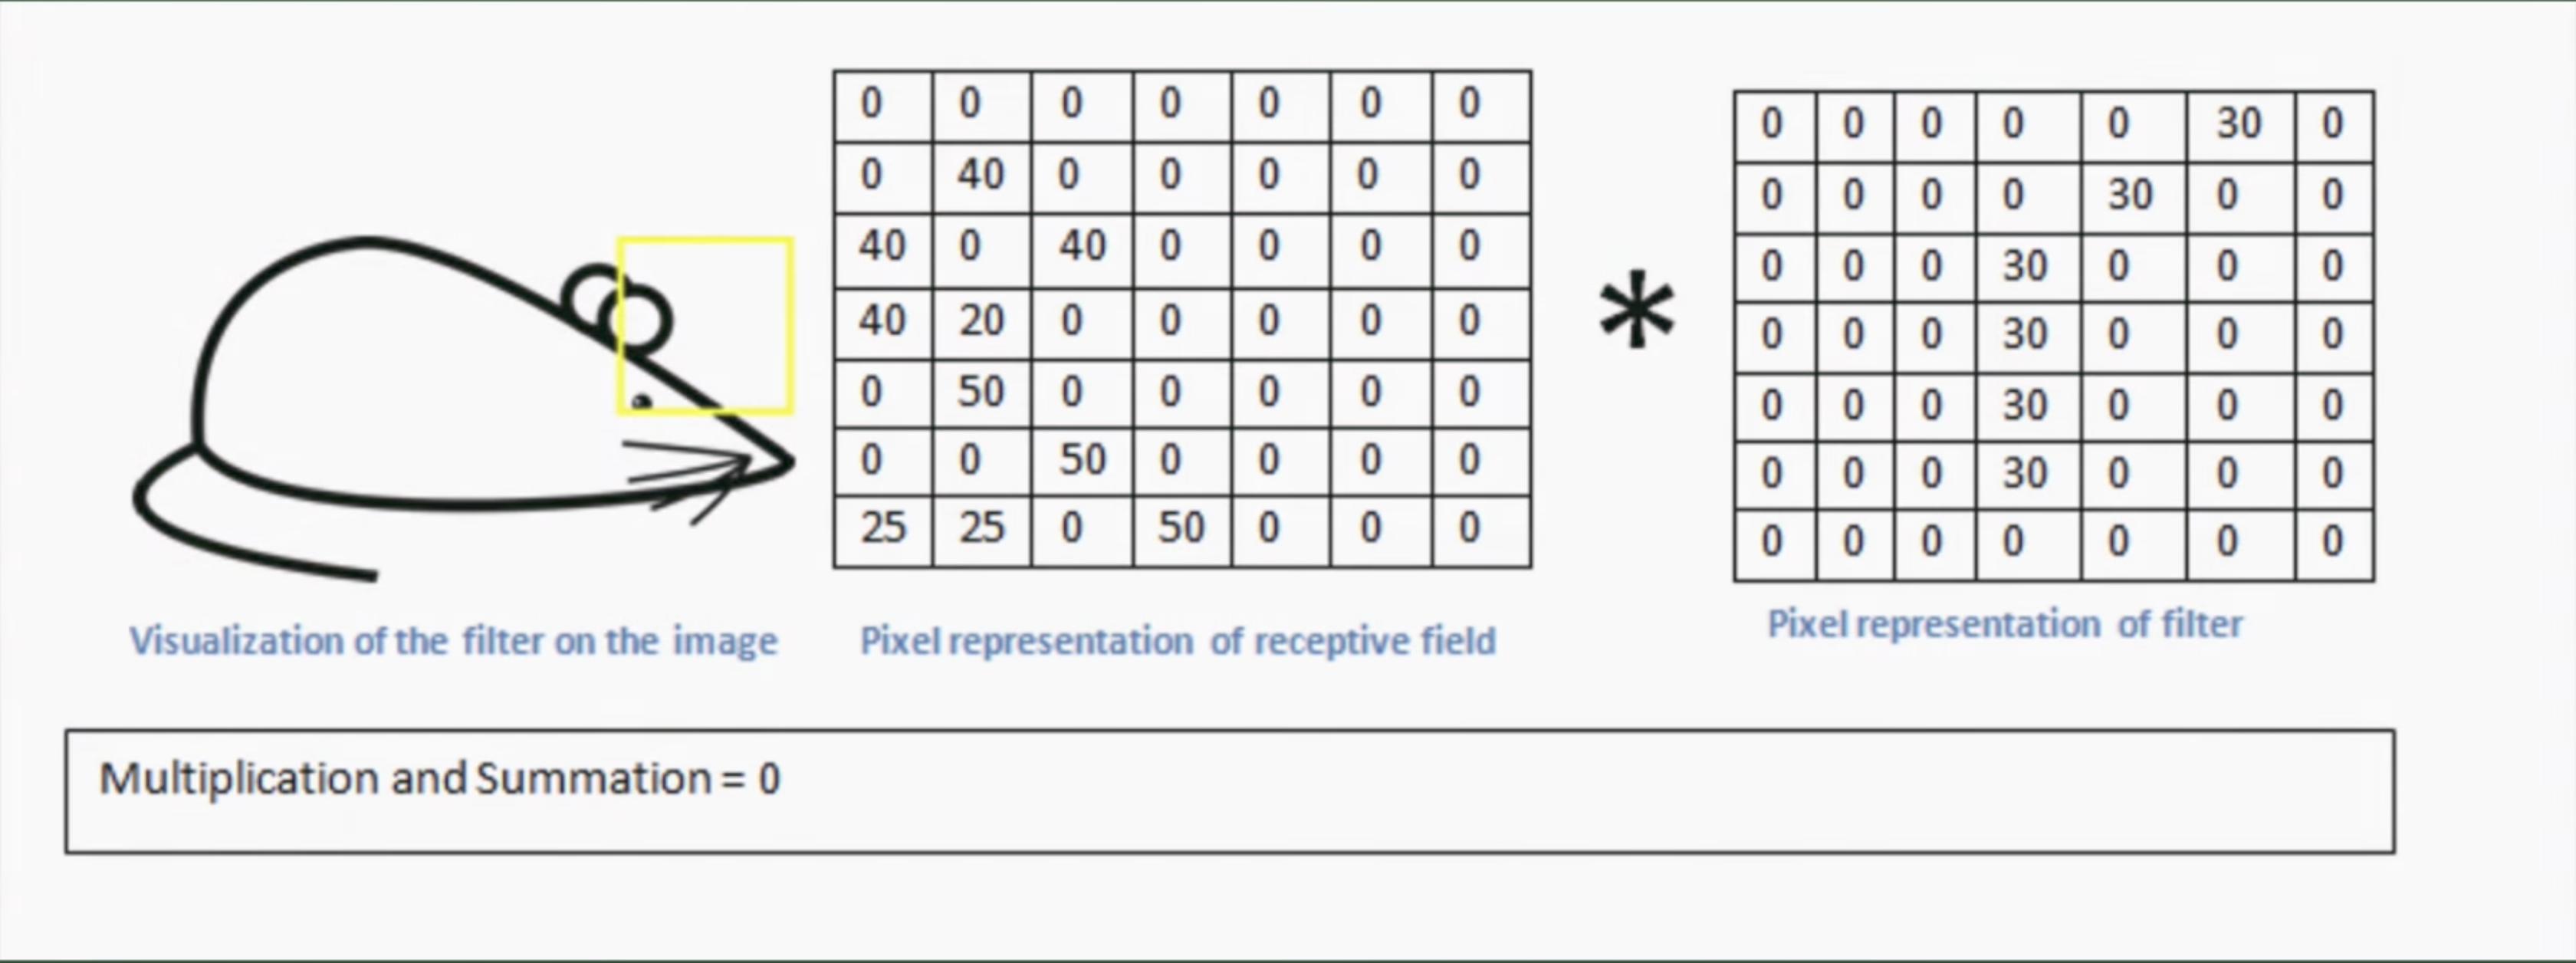 0 0 0 0 0 0 0
0 40 0 0 0 0 0
40 0 40 0 0 0 0
40 20 0 0 0 0 0
0 50 0 0 0 0 0
0 0 50 0 0 0 0
25 25 0 50 0 0 0
*
0 0 0 0 0 30 0
0 0 0 0 30 0 0
0 0 0 30 0 0 0
0 0 0 30 0 0 0
0 0 0 30 0 0 0
0 0 0 30 0 0 0
0 0 0 0 0 0 0
Visualization of the filter on the image
Pixel representation of receptive field
Pixel representation of filter
Multiplication and Summation = 0